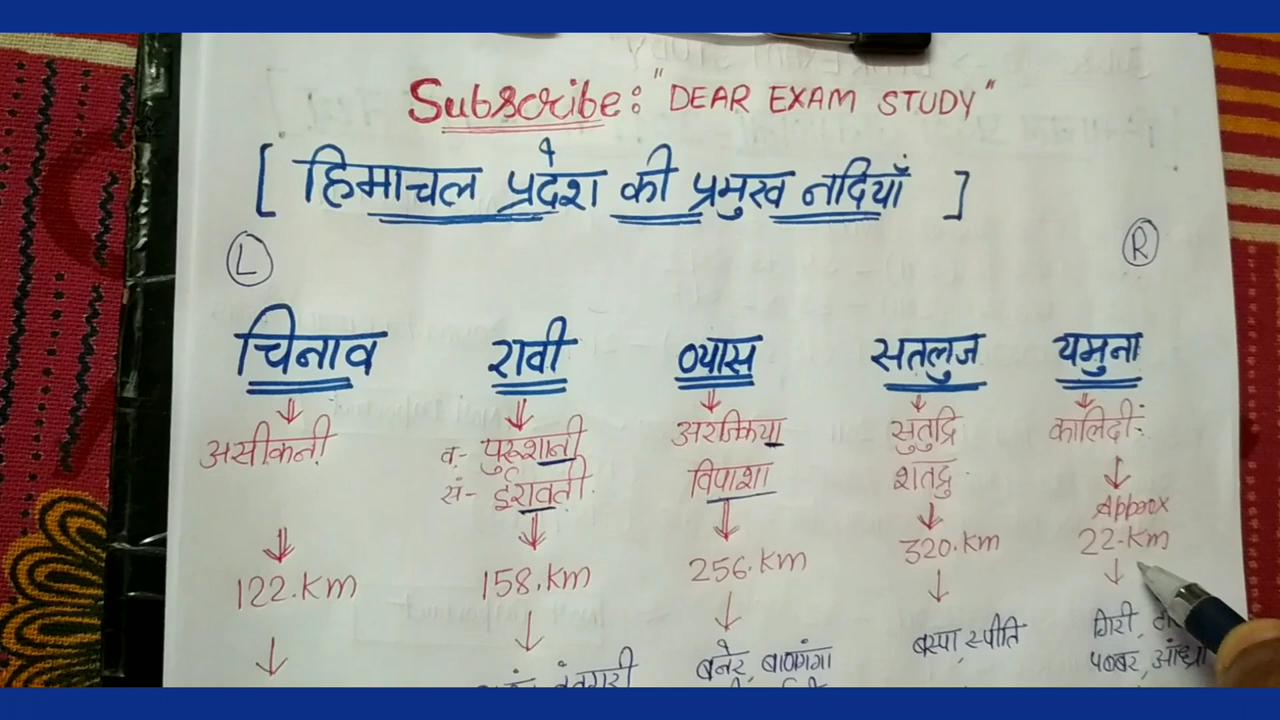 Subscribe: "DEAR EXAM STUDY"
[ हिमाचल प्रदेश की प्रमुख नदियाँ ]
L R
चिनाव रावी व्यास सतलुज यमुना
असीकनी व.- पुरूशनी अरजिकिया सुतुद्रि कालिदीं:
सं- ईरावती. विपाशा शतद्रु
Approx
122.Km 158.Km 256.Km 320.Km 22.Km
बनेर, बाणगंगा बस्पा, स्पीति गिरी,
पब्बर, आंध्रा